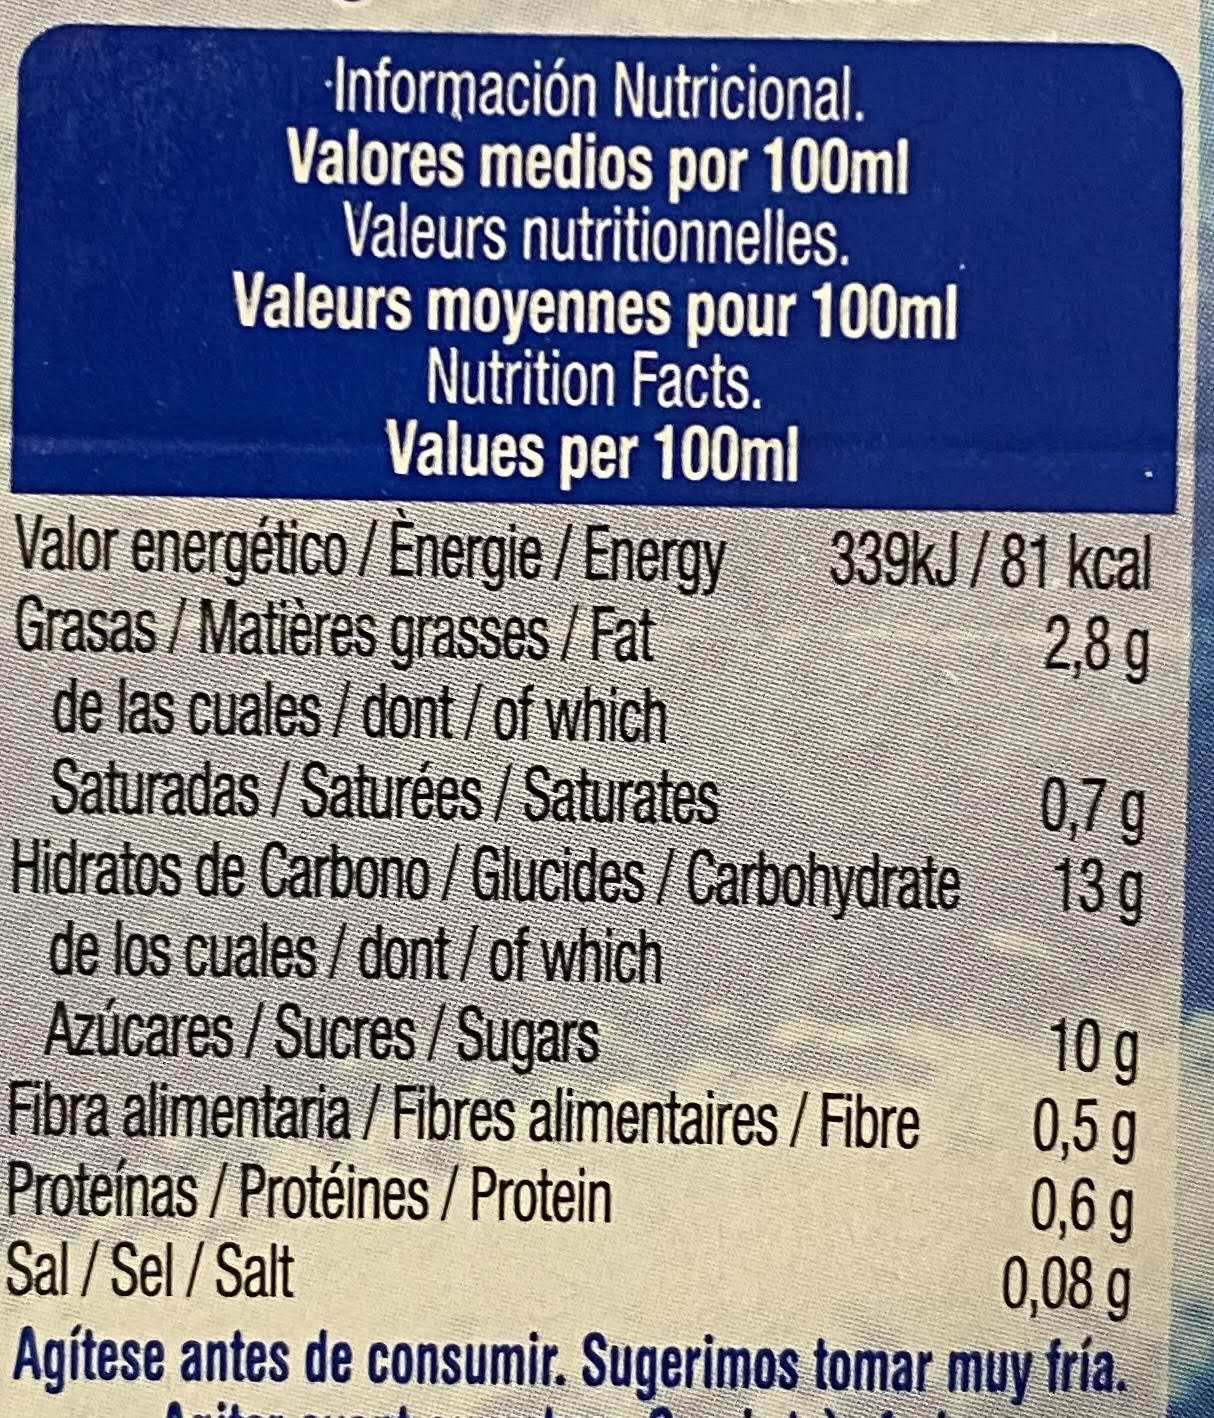 Información Nutricional.
Valores medios por 100ml
Valeurs nutritionnelles.
Valeurs moyennes pour 100ml
Nutrition Facts.
Values per 100ml
Valor energético / Ènergie / Energy 339kJ / 81 kcal
Grasas / Matières grasses / Fat 2,8 g
de las cuales / dont / of which
Saturadas / Saturées / Saturates 0,7 g
Hidratos de Carbono / Glucides / Carbohydrate 13 g
de los cuales / dont / of which
Azúcares / Sucres / Sugars 10 g
Fibra alimentaria / Fibres alimentaires / Fibre 0,5 g
Proteínas / Protéines / Protein 0,6 g
Sal / Sel / Salt 0,08 g
Agítese antes de consumir. Sugerimos tomar muy fría.